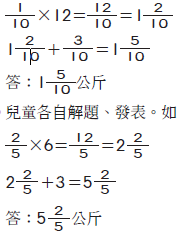 1/10×12=12/10=1 2/10
1 2/10+3/10=1 5/10
答：1 5/10公斤
。兒童各自解題、發表。如
2/5×6=12/5=2 2/5
2 2/5+3=5 2/5
答：5 2/5公斤